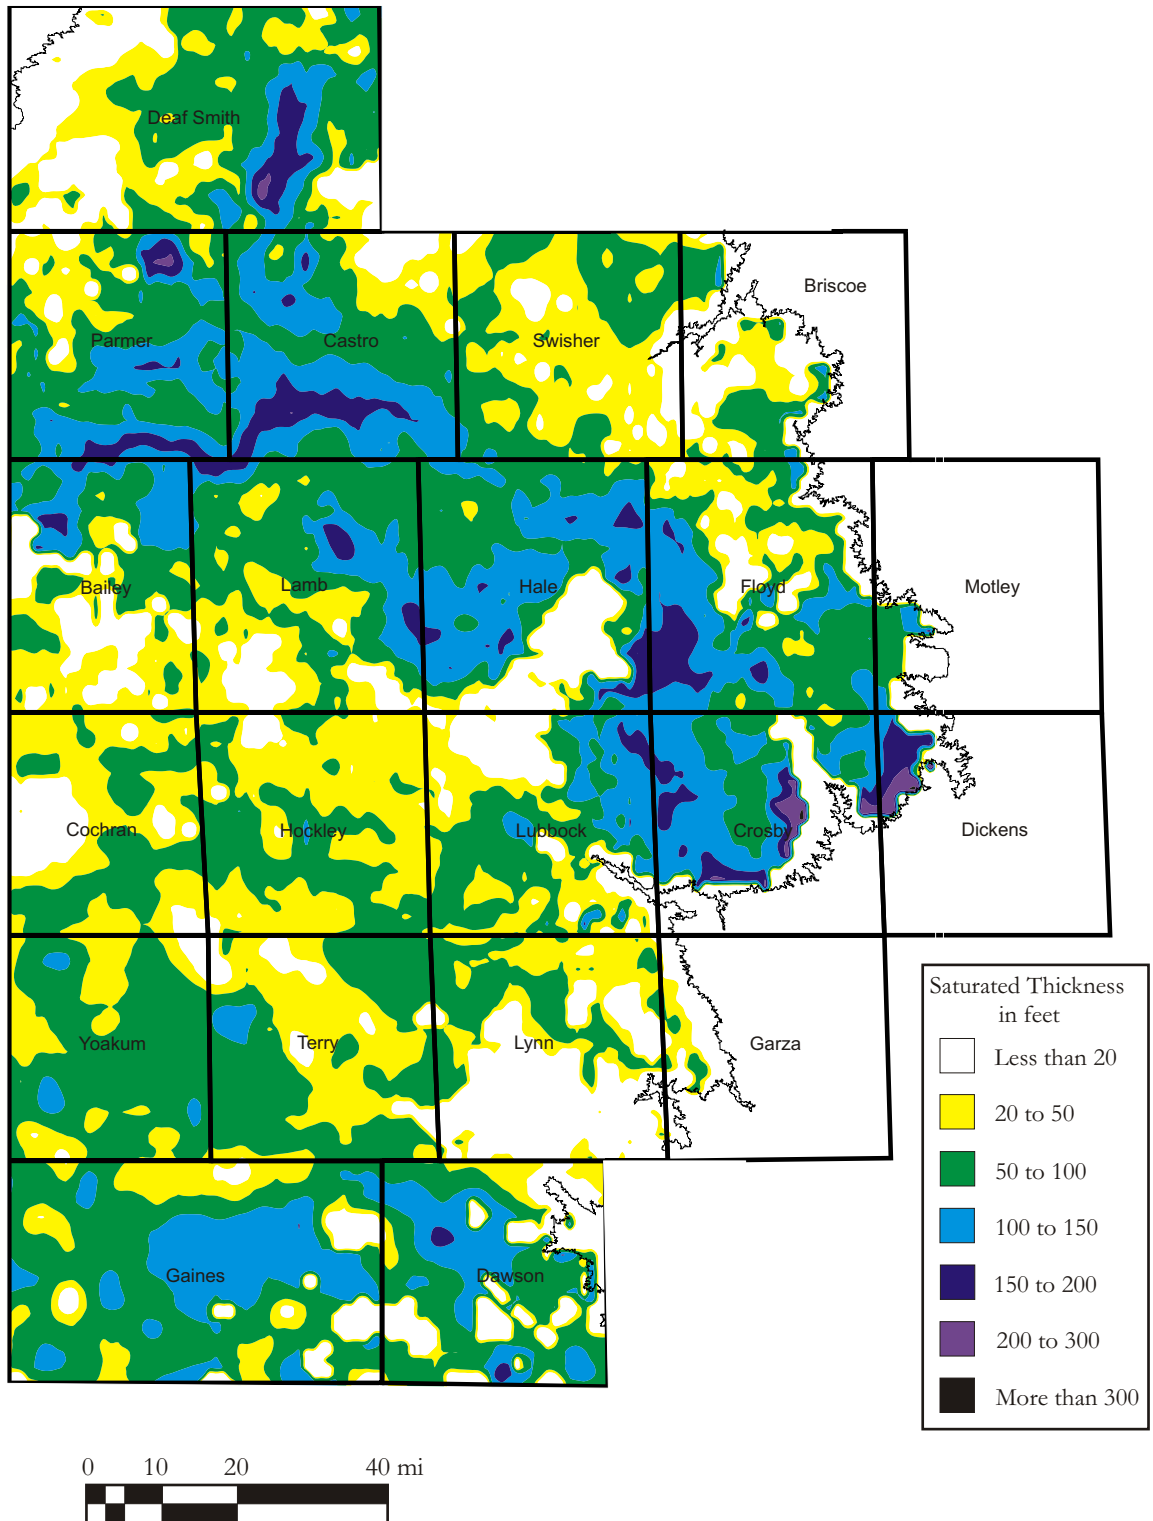 Deaf Smith
Briscoe
Parmer
Castro
Swisher
Bailey
Lamb
Hale
Floyd
Motley
Cochran
Hockley
Lubbock
Crosby
Dickens
Yoakum
Terry
Lynn
Garza
Gaines
Dawson
Saturated Thickness
in feet
Less than 20
20 to 50
50 to 100
100 to 150
150 to 200
200 to 300
More than 300
0 10 20 40 mi